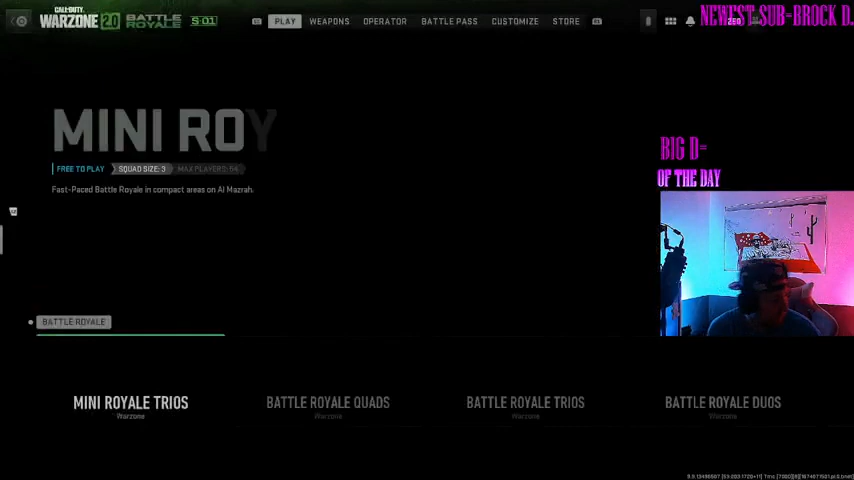 CALL OF DUTY
WARZONE 2.0 BATTLE ROYALE S-01
PLAY WEAPONS OPERATOR BATTLE PASS CUSTOMIZE STORE
NEWEST SUB=BROCK D.
MINI ROY
FREE TO PLAY SQUAD SIZE: 3 MAX PLAYERS: 54
Fast-Paced Battle Royale in compact areas on Al Mazrah.
BIG D=
OF THE DAY
BATTLE ROYALE
MINI ROYALE TRIOS BATTLE ROYALE QUADS BATTLE ROYALE TRIOS BATTLE ROYALE DUOS
Warzone Warzone Warzone Warzone